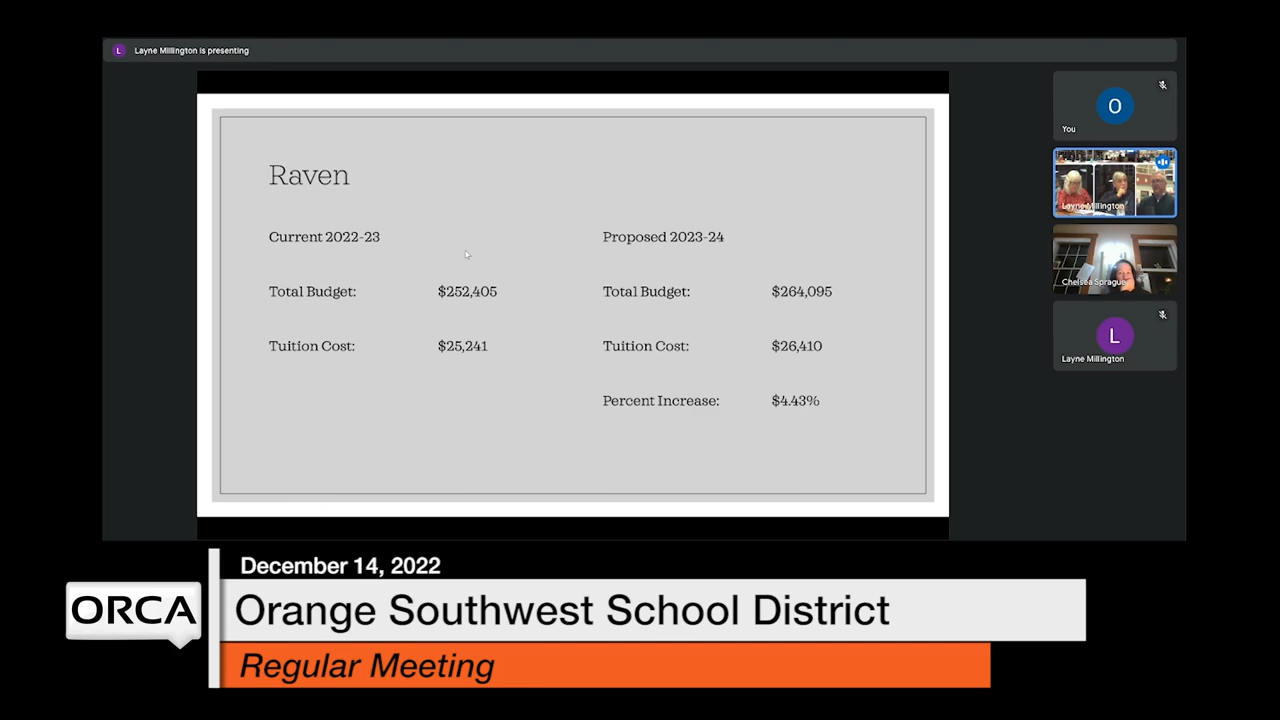 L Layne Millington is presenting
Raven
Current 2022-23
Proposed 2023-24
Total Budget: $252,405
Total Budget: $264,095
Tuition Cost: $25,241
Tuition Cost: $26,410
Percent Increase: $4.43%
O
You
Layne Millington
Chelsea Sprague
L
Layne Millington
December 14, 2022
ORCA
Orange Southwest School District
Regular Meeting